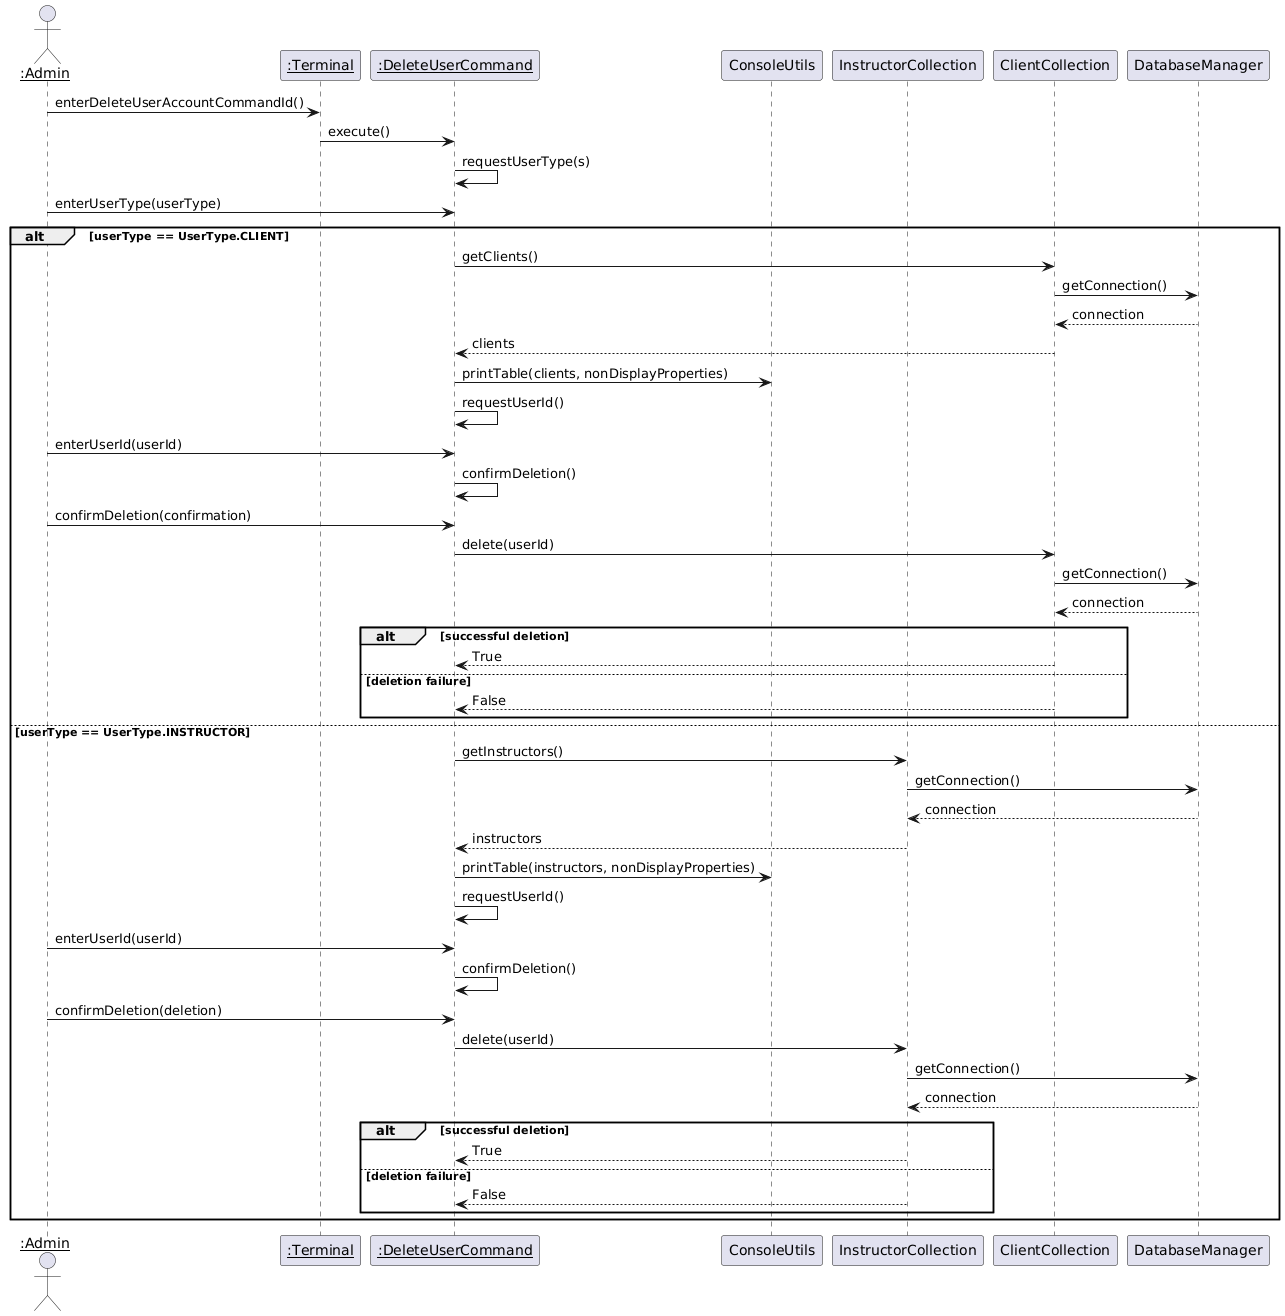 :Admin
:Terminal
:DeleteUserCommand
ConsoleUtils
InstructorCollection
ClientCollection
DatabaseManager
enterDeleteUserAccountCommandId()
execute()
requestUserType(s)
enterUserType(userType)
alt [userType == UserType.CLIENT]
getClients()
getConnection()
connection
clients
printTable(clients, nonDisplayProperties)
requestUserId()
enterUserId(userId)
confirmDeletion()
confirmDeletion(confirmation)
delete(userId)
getConnection()
connection
alt [successful deletion]
True
[deletion failure]
False
[userType == UserType.INSTRUCTOR]
getInstructors()
getConnection()
connection
instructors
printTable(instructors, nonDisplayProperties)
requestUserId()
enterUserId(userId)
confirmDeletion()
confirmDeletion(deletion)
delete(userId)
getConnection()
connection
alt [successful deletion]
True
[deletion failure]
False
:Admin
:Terminal
:DeleteUserCommand
ConsoleUtils
InstructorCollection
ClientCollection
DatabaseManager